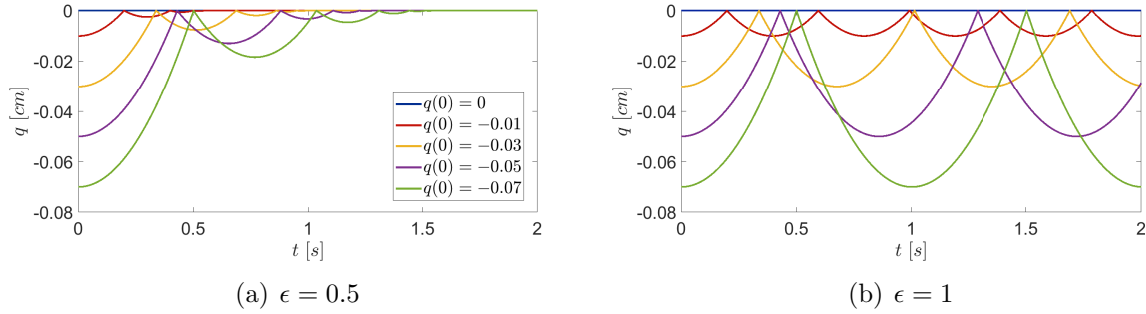 0
-0.02
-0.04
-0.06
-0.08
q [cm]
0 0.5 1 1.5 2
t [s]
q(0) = 0
q(0) = −0.01
q(0) = −0.03
q(0) = −0.05
q(0) = −0.07
(a) ϵ = 0.5
0
-0.02
-0.04
-0.06
-0.08
q [cm]
0 0.5 1 1.5 2
t [s]
(b) ϵ = 1